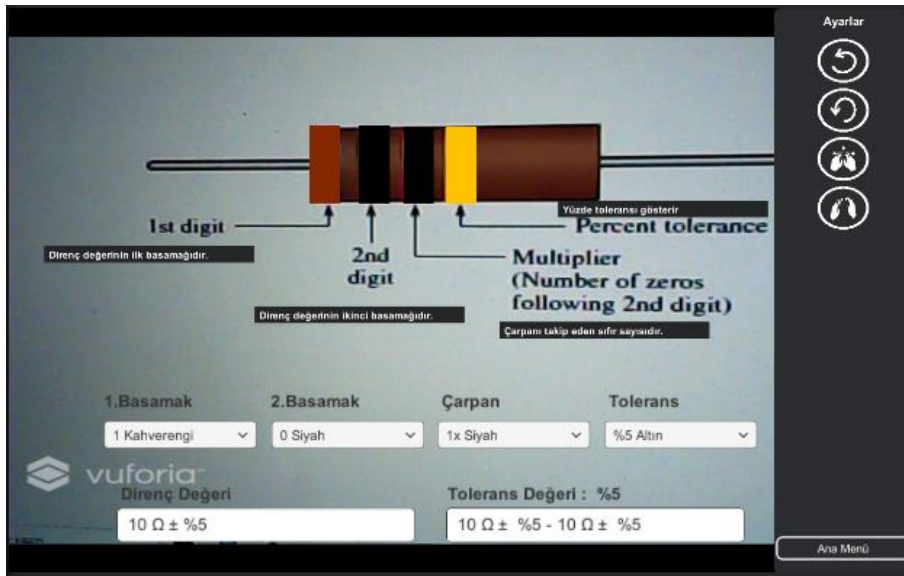 Ayarlar
1st digit
Direnç değerinin ilk basamağıdır.
2nd
digit
Direnç değerinin ikinci basamağıdır.
Yüzde toleransı gösterir
Percent tolerance
Multiplier
(Number of zeros
following 2nd digit)
Çarpanı takip eden sıfır sayısıdır.
1.Basamak 2.Basamak Çarpan Tolerans
1 Kahverengi 0 Siyah 1x Siyah %5 Altın
vuforia
Direnç Değeri Tolerans Değeri : %5
10 Ω ± %5 10 Ω ± %5 - 10 Ω ± %5
Ana Menü